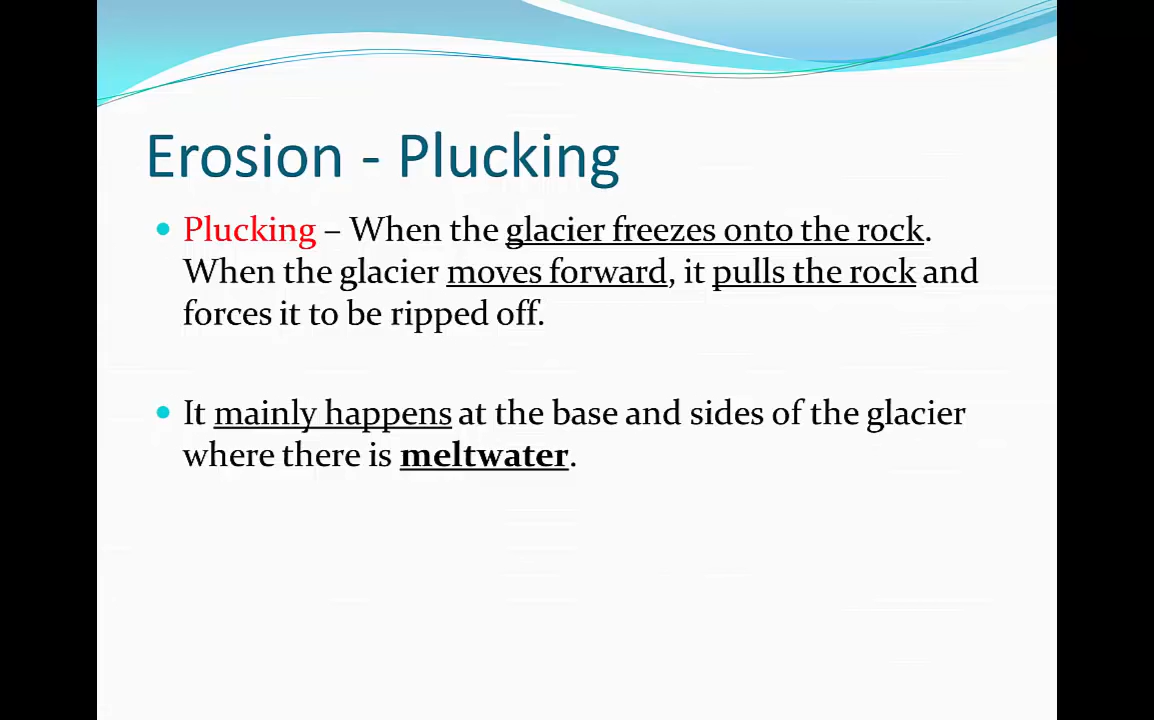 Erosion - Plucking
Plucking – When the glacier freezes onto the rock.
When the glacier moves forward, it pulls the rock and
forces it to be ripped off.
It mainly happens at the base and sides of the glacier
where there is meltwater.